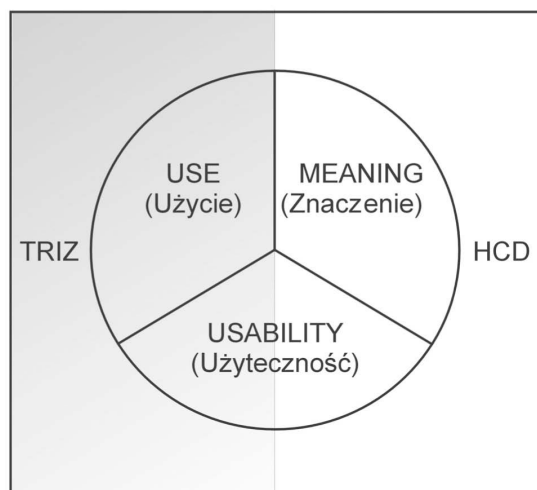 USE
(Użycie)
MEANING
(Znaczenie)
TRIZ
HCD
USABILITY
(Użyteczność)